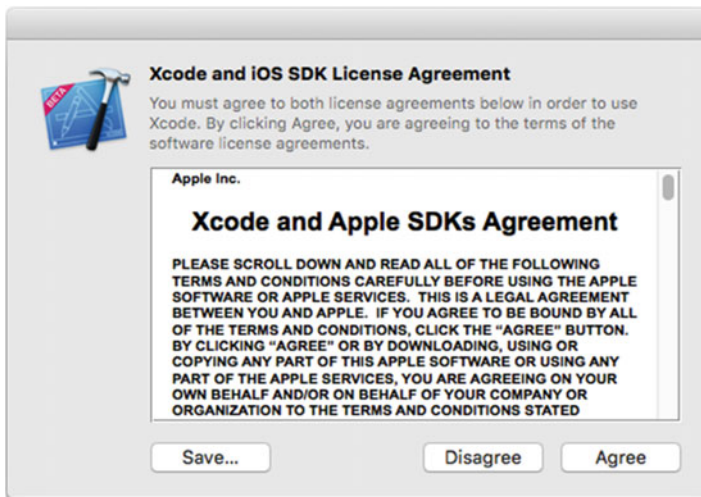 BETA
Xcode and iOS SDK License Agreement
You must agree to both license agreements below in order to use
Xcode. By clicking Agree, you are agreeing to the terms of the
software license agreements.
Apple Inc.
Xcode and Apple SDKs Agreement
PLEASE SCROLL DOWN AND READ ALL OF THE FOLLOWING
TERMS AND CONDITIONS CAREFULLY BEFORE USING THE APPLE
SOFTWARE OR APPLE SERVICES.  THIS IS A LEGAL AGREEMENT
BETWEEN YOU AND APPLE.  IF YOU AGREE TO BE BOUND BY ALL
OF THE TERMS AND CONDITIONS, CLICK THE “AGREE” BUTTON.
BY CLICKING “AGREE” OR BY DOWNLOADING, USING OR
COPYING ANY PART OF THIS APPLE SOFTWARE OR USING ANY
PART OF THE APPLE SERVICES, YOU ARE AGREEING ON YOUR
OWN BEHALF AND/OR ON BEHALF OF YOUR COMPANY OR
ORGANIZATION TO THE TERMS AND CONDITIONS STATED
Save... Disagree Agree